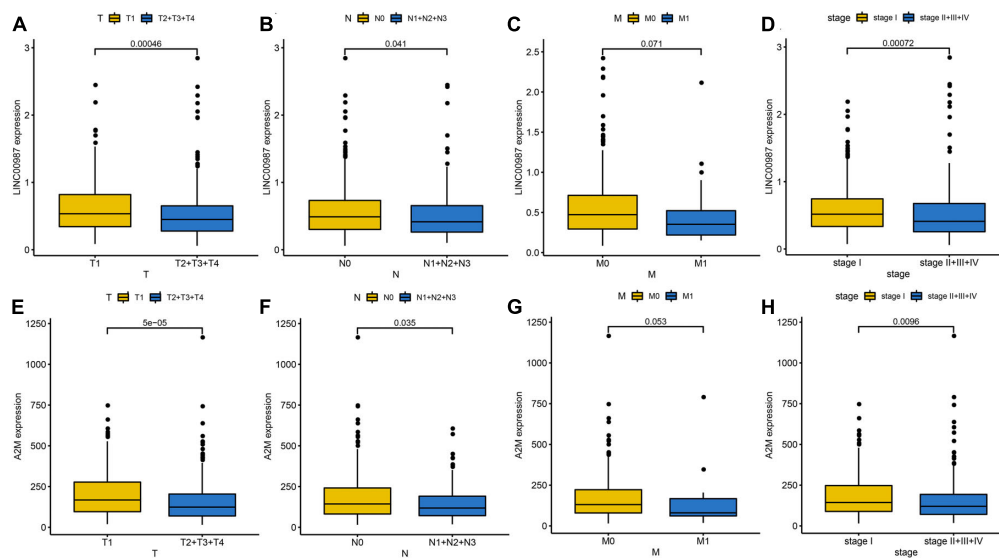 A
T T1 T2+T3+T4
LINC00987 expression
3
2
1
0
0.00046
T1 T2+T3+T4
T
B
N N0 N1+N2+N3
LINC00987 expression
3
2
1
0
0.041
N0 N1+N2+N3
N
C
M M0 M1
LINC00987 expression
2.5
2.0
1.5
1.0
0.5
0.0
0.071
M0 M1
M
D
stage stage I stage II+III+IV
LINC00987 expression
3
2
1
0
0.00072
stage I stage II+III+IV
stage
E
T T1 T2+T3+T4
A2M expression
1250
1000
750
500
250
0
5e−05
T1 T2+T3+T4
T
F
N N0 N1+N2+N3
A2M expression
1250
1000
750
500
250
0
0.035
N0 N1+N2+N3
N
G
M M0 M1
A2M expression
1250
1000
750
500
250
0
0.053
M0 M1
M
H
stage stage I stage II+III+IV
A2M expression
1250
1000
750
500
250
0
0.0096
stage I stage II+III+IV
stage